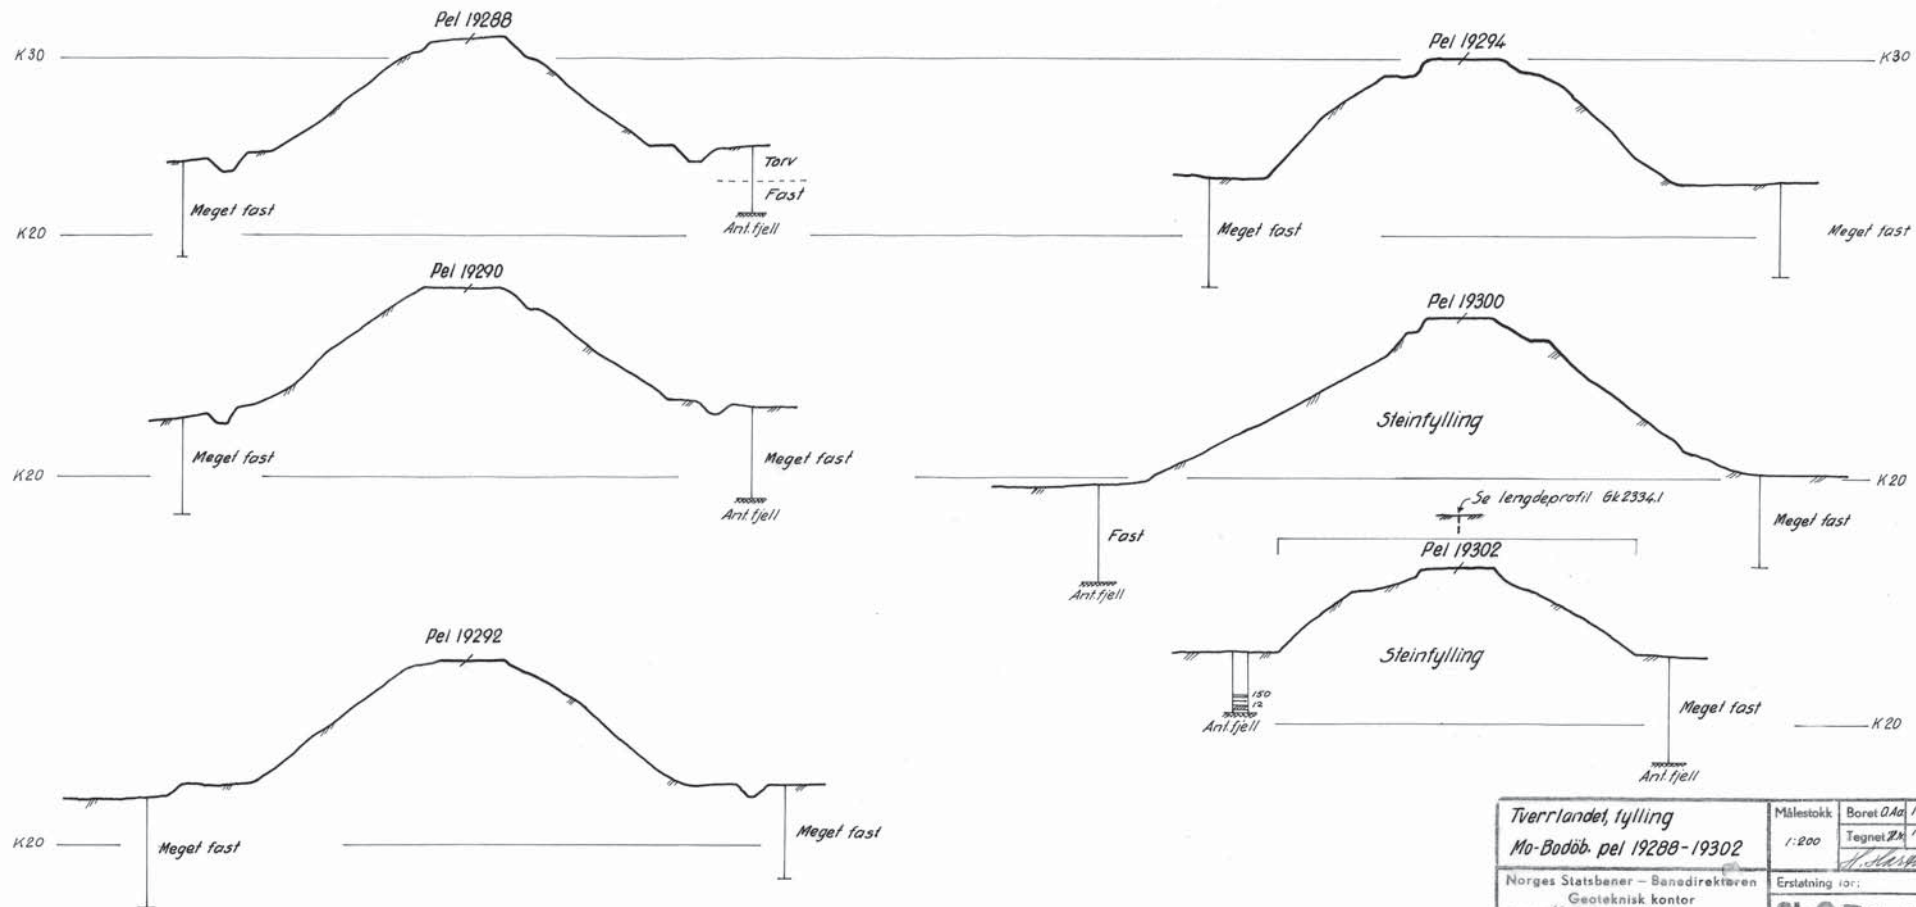 Pel 19288
K30
Torv
Fast
Meget fast
Ant.fjell
K20
Pel 19294
K30
Meget fast
Meget fast
Pel 19290
Meget fast
Meget fast
K20
Ant.fjell
Pel 19300
Steinfylling
K20
Se lengdeprofil Gk2334.1
Fast
Meget fast
Ant.fjell
Pel 19302
Steinfylling
150
12
Ant.fjell
Meget fast
K20
Ant.fjell
Pel 19292
Meget fast
Meget fast
K20
Tverrlandet, fylling
Mo-Bodöb. pel 19288-19302
Målestokk
1:200
Boret O.Aa.
Tegnet
Norges Statsbaner – Banedirektøren
Geoteknisk kontor
Erstatning for: